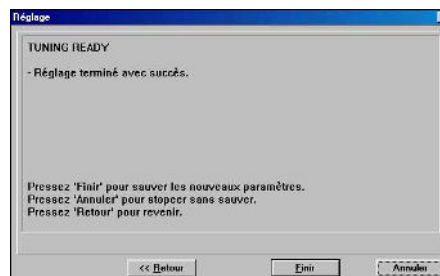 Réglage
TUNING READY
- Réglage terminé avec succès.
Pressez 'Finir' pour sauver les nouveaux paramètres.
Pressez 'Annuler' pour stopper sans sauver.
Pressez 'Retour' pour revenir.
<< Retour
Finir
Annuler